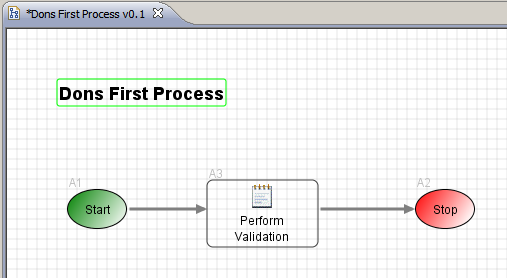 *Dons First Process v0.1
Dons First Process
A1
A3
A2
Start
Perform
Validation
Stop